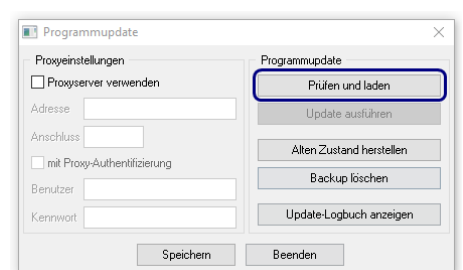 Programmupdate
Proxyeinstellungen
Proxyserver verwenden
Adresse
Anschluss
mit Proxy-Authentifizierung
Benutzer
Kennwort
Programmupdate
Prüfen und laden
Update ausführen
Alten Zustand herstellen
Backup löschen
Update-Logbuch anzeigen
Speichern
Beenden